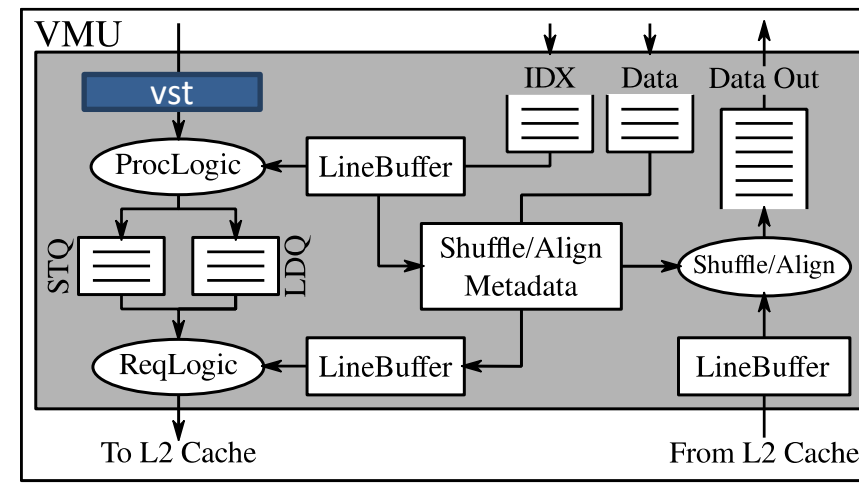 VMU
IDX
Data
Data Out
vst
ProcLogic
LineBuffer
STQ
LDQ
Shuffle/Align
Metadata
Shuffle/Align
ReqLogic
LineBuffer
LineBuffer
To L2 Cache
From L2 Cache